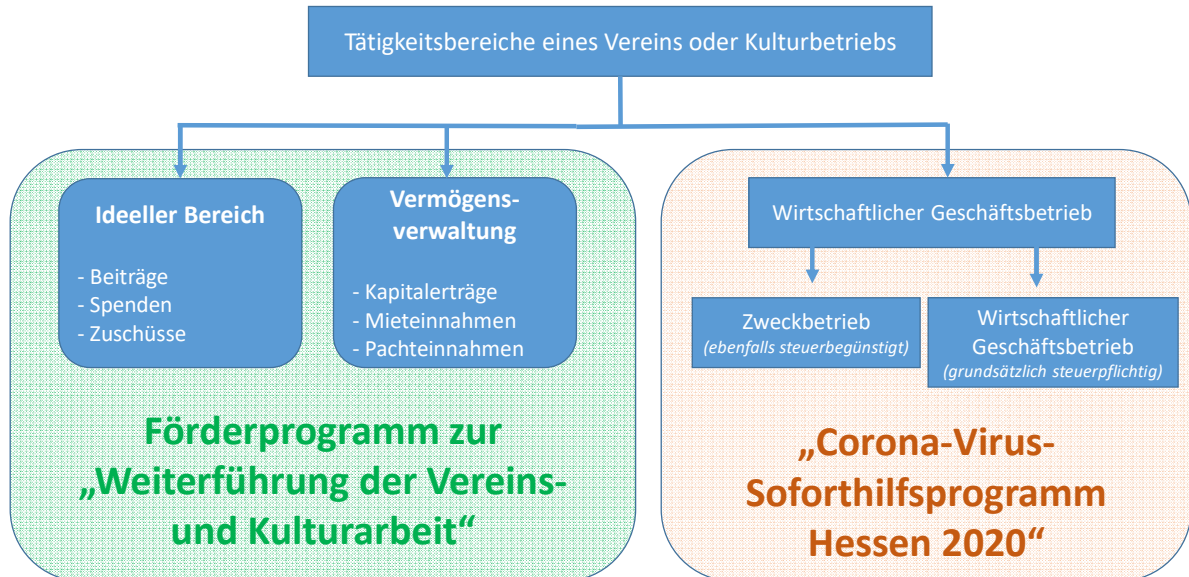 Tätigkeitsbereiche eines Vereins oder Kulturbetriebs
Ideeller Bereich
- Beiträge
- Spenden
- Zuschüsse
Vermögens-
verwaltung
- Kapitalerträge
- Mieteinnahmen
- Pachteinnahmen
Förderprogramm zur
„Weiterführung der Vereins-
und Kulturarbeit“
Wirtschaftlicher Geschäftsbetrieb
Zweckbetrieb
(ebenfalls steuerbegünstigt)
Wirtschaftlicher
Geschäftsbetrieb
(grundsätzlich steuerpflichtig)
„Corona-Virus-
Soforthilfsprogramm
Hessen 2020“